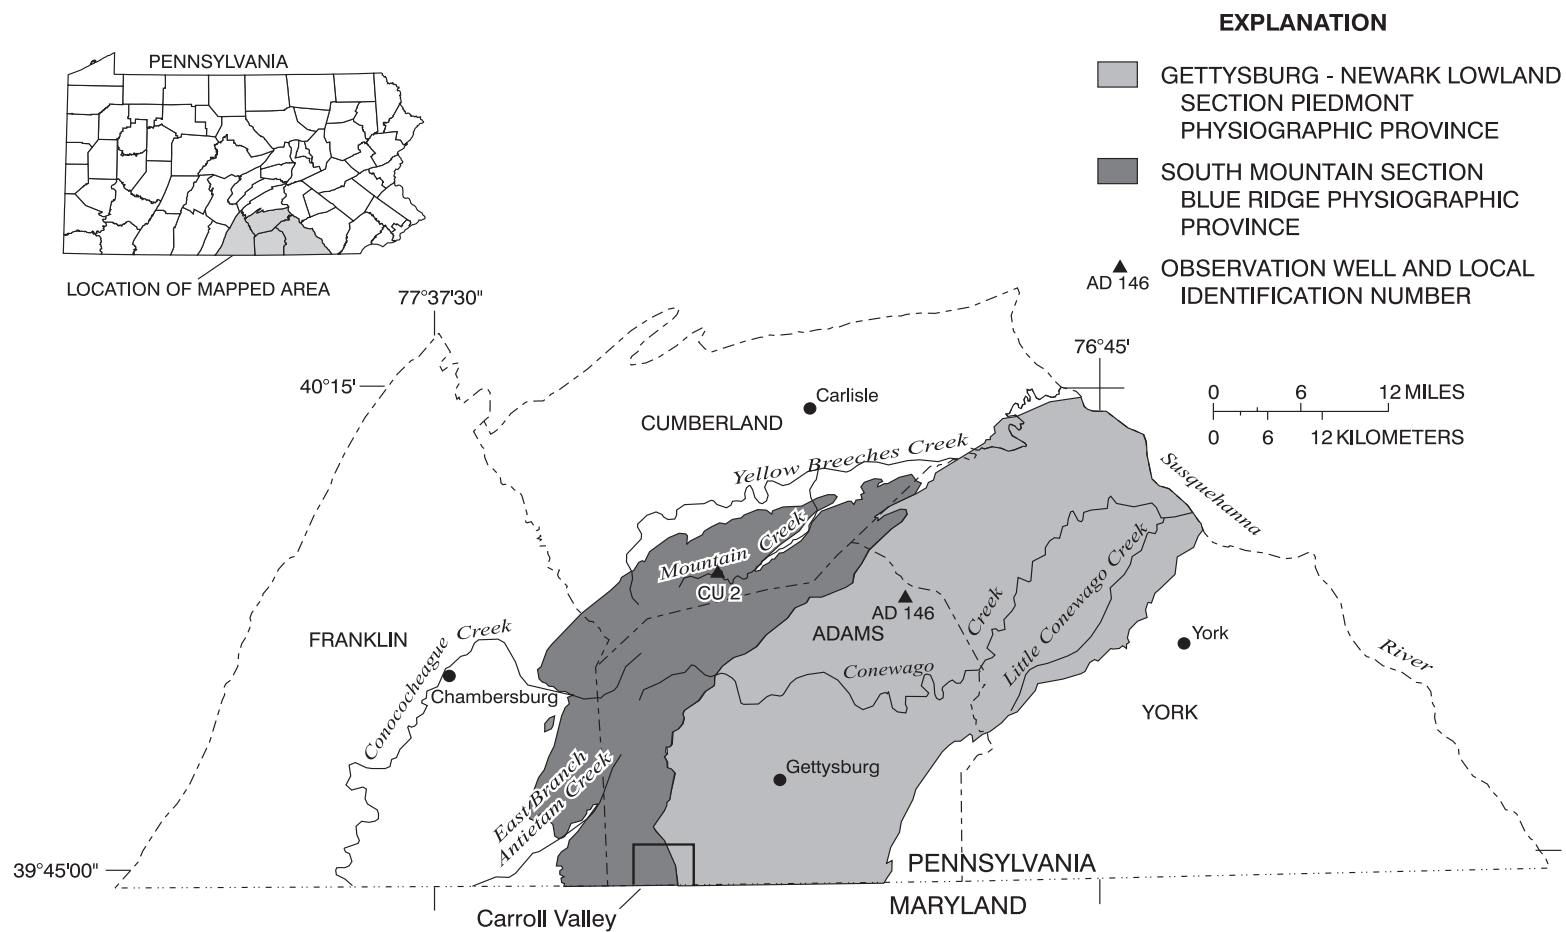 EXPLANATION
GETTYSBURG - NEWARK LOWLAND
SECTION PIEDMONT
PHYSIOGRAPHIC PROVINCE
SOUTH MOUNTAIN SECTION
BLUE RIDGE PHYSIOGRAPHIC
PROVINCE
OBSERVATION WELL AND LOCAL
IDENTIFICATION NUMBER
AD 146
PENNSYLVANIA
LOCATION OF MAPPED AREA
77°37'30"
76°45'
40°15'
0 6 12 MILES
0 6 12 KILOMETERS
Carlisle
CUMBERLAND
Yellow Breeches Creek
Susquehanna
River
Mountain Creek
CU 2
AD 146
ADAMS
Creek
Little Conewago Creek
Conewago
York
YORK
FRANKLIN
Conococheague Creek
Chambersburg
Gettysburg
East Branch
Antietam Creek
39°45'00"
PENNSYLVANIA
MARYLAND
Carroll Valley